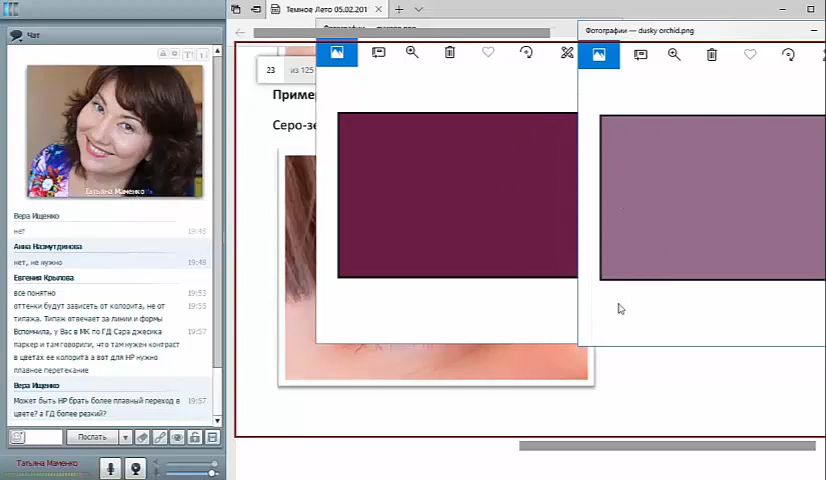 Чат
Татьяна Маменко
Вера Ищенко
нет
19:48
Анна Назмутдинова
нет, не нужно
19:48
Евгения Крылова
все понятно
19:53
оттенки будут зависеть от колорита, не от
19:55
типажа. Типаж отвечает за линии и формы
Вспомнила, у Вас в МК по ГД Сара джесика
19:57
паркер и там говорили, что там нужен контраст
в цветах ее колорита а вот для НР нужно
плавное перетекание
Вера Ищенко
Может быть НР брать более плавный переход в
19:57
цвете? а ГД более резкий?
Послать
Татьяна Маменко
Темное Лето 05.02.201
Фотографии — dusky orchid.png
23
из 125
Приме
Серо-зе